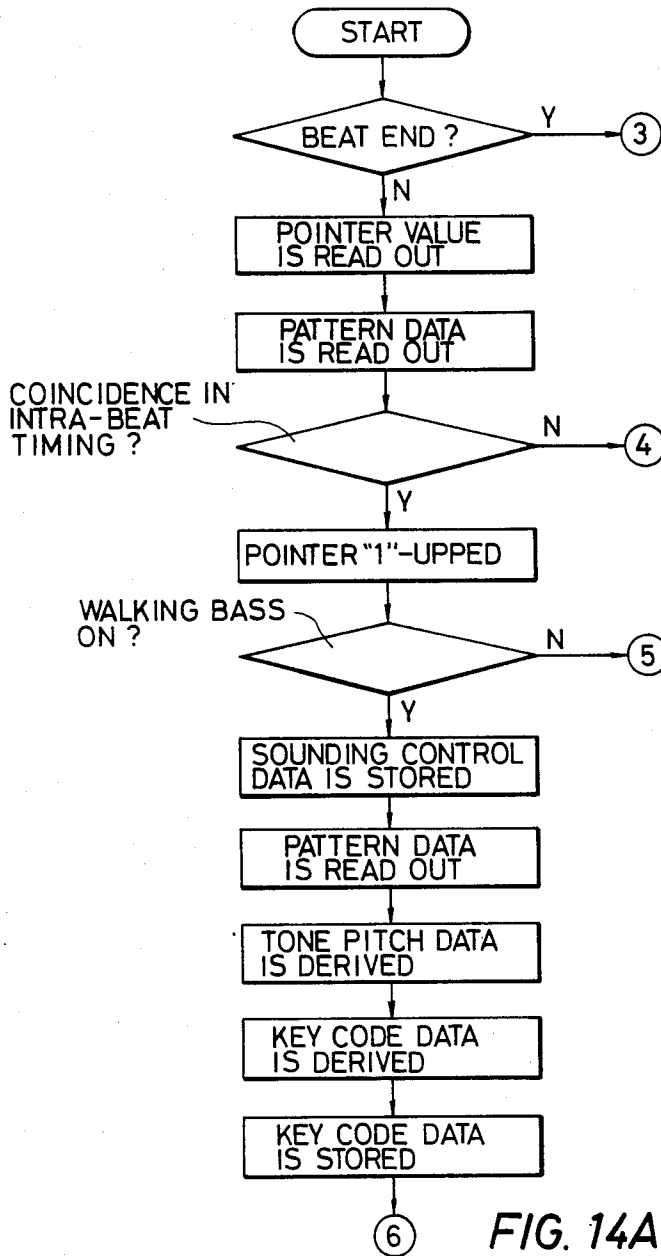 START
BEAT END ?
Y
3
N
POINTER VALUE
IS READ OUT
PATTERN DATA
IS READ OUT
COINCIDENCE IN
INTRA-BEAT
TIMING ?
N
4
Y
POINTER "1"-UPPED
WALKING BASS
ON ?
N
5
Y
SOUNDING CONTROL
DATA IS STORED
PATTERN DATA
IS READ OUT
TONE PITCH DATA
IS DERIVED
KEY CODE DATA
IS DERIVED
KEY CODE DATA
IS STORED
6
FIG. 14A